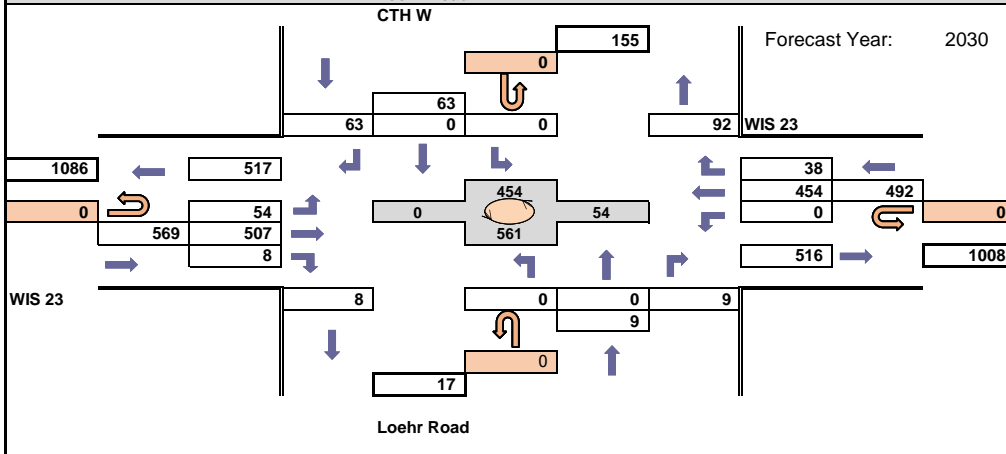 CTH W
155
Forecast Year: 2030
0
63
63 0 0 92 WIS 23
1086 517 38
454 454 492
0 54 0 54 0 0
569 507 561
8 516 1008
WIS 23 8 0 0 9
9
0
17
Loehr Road